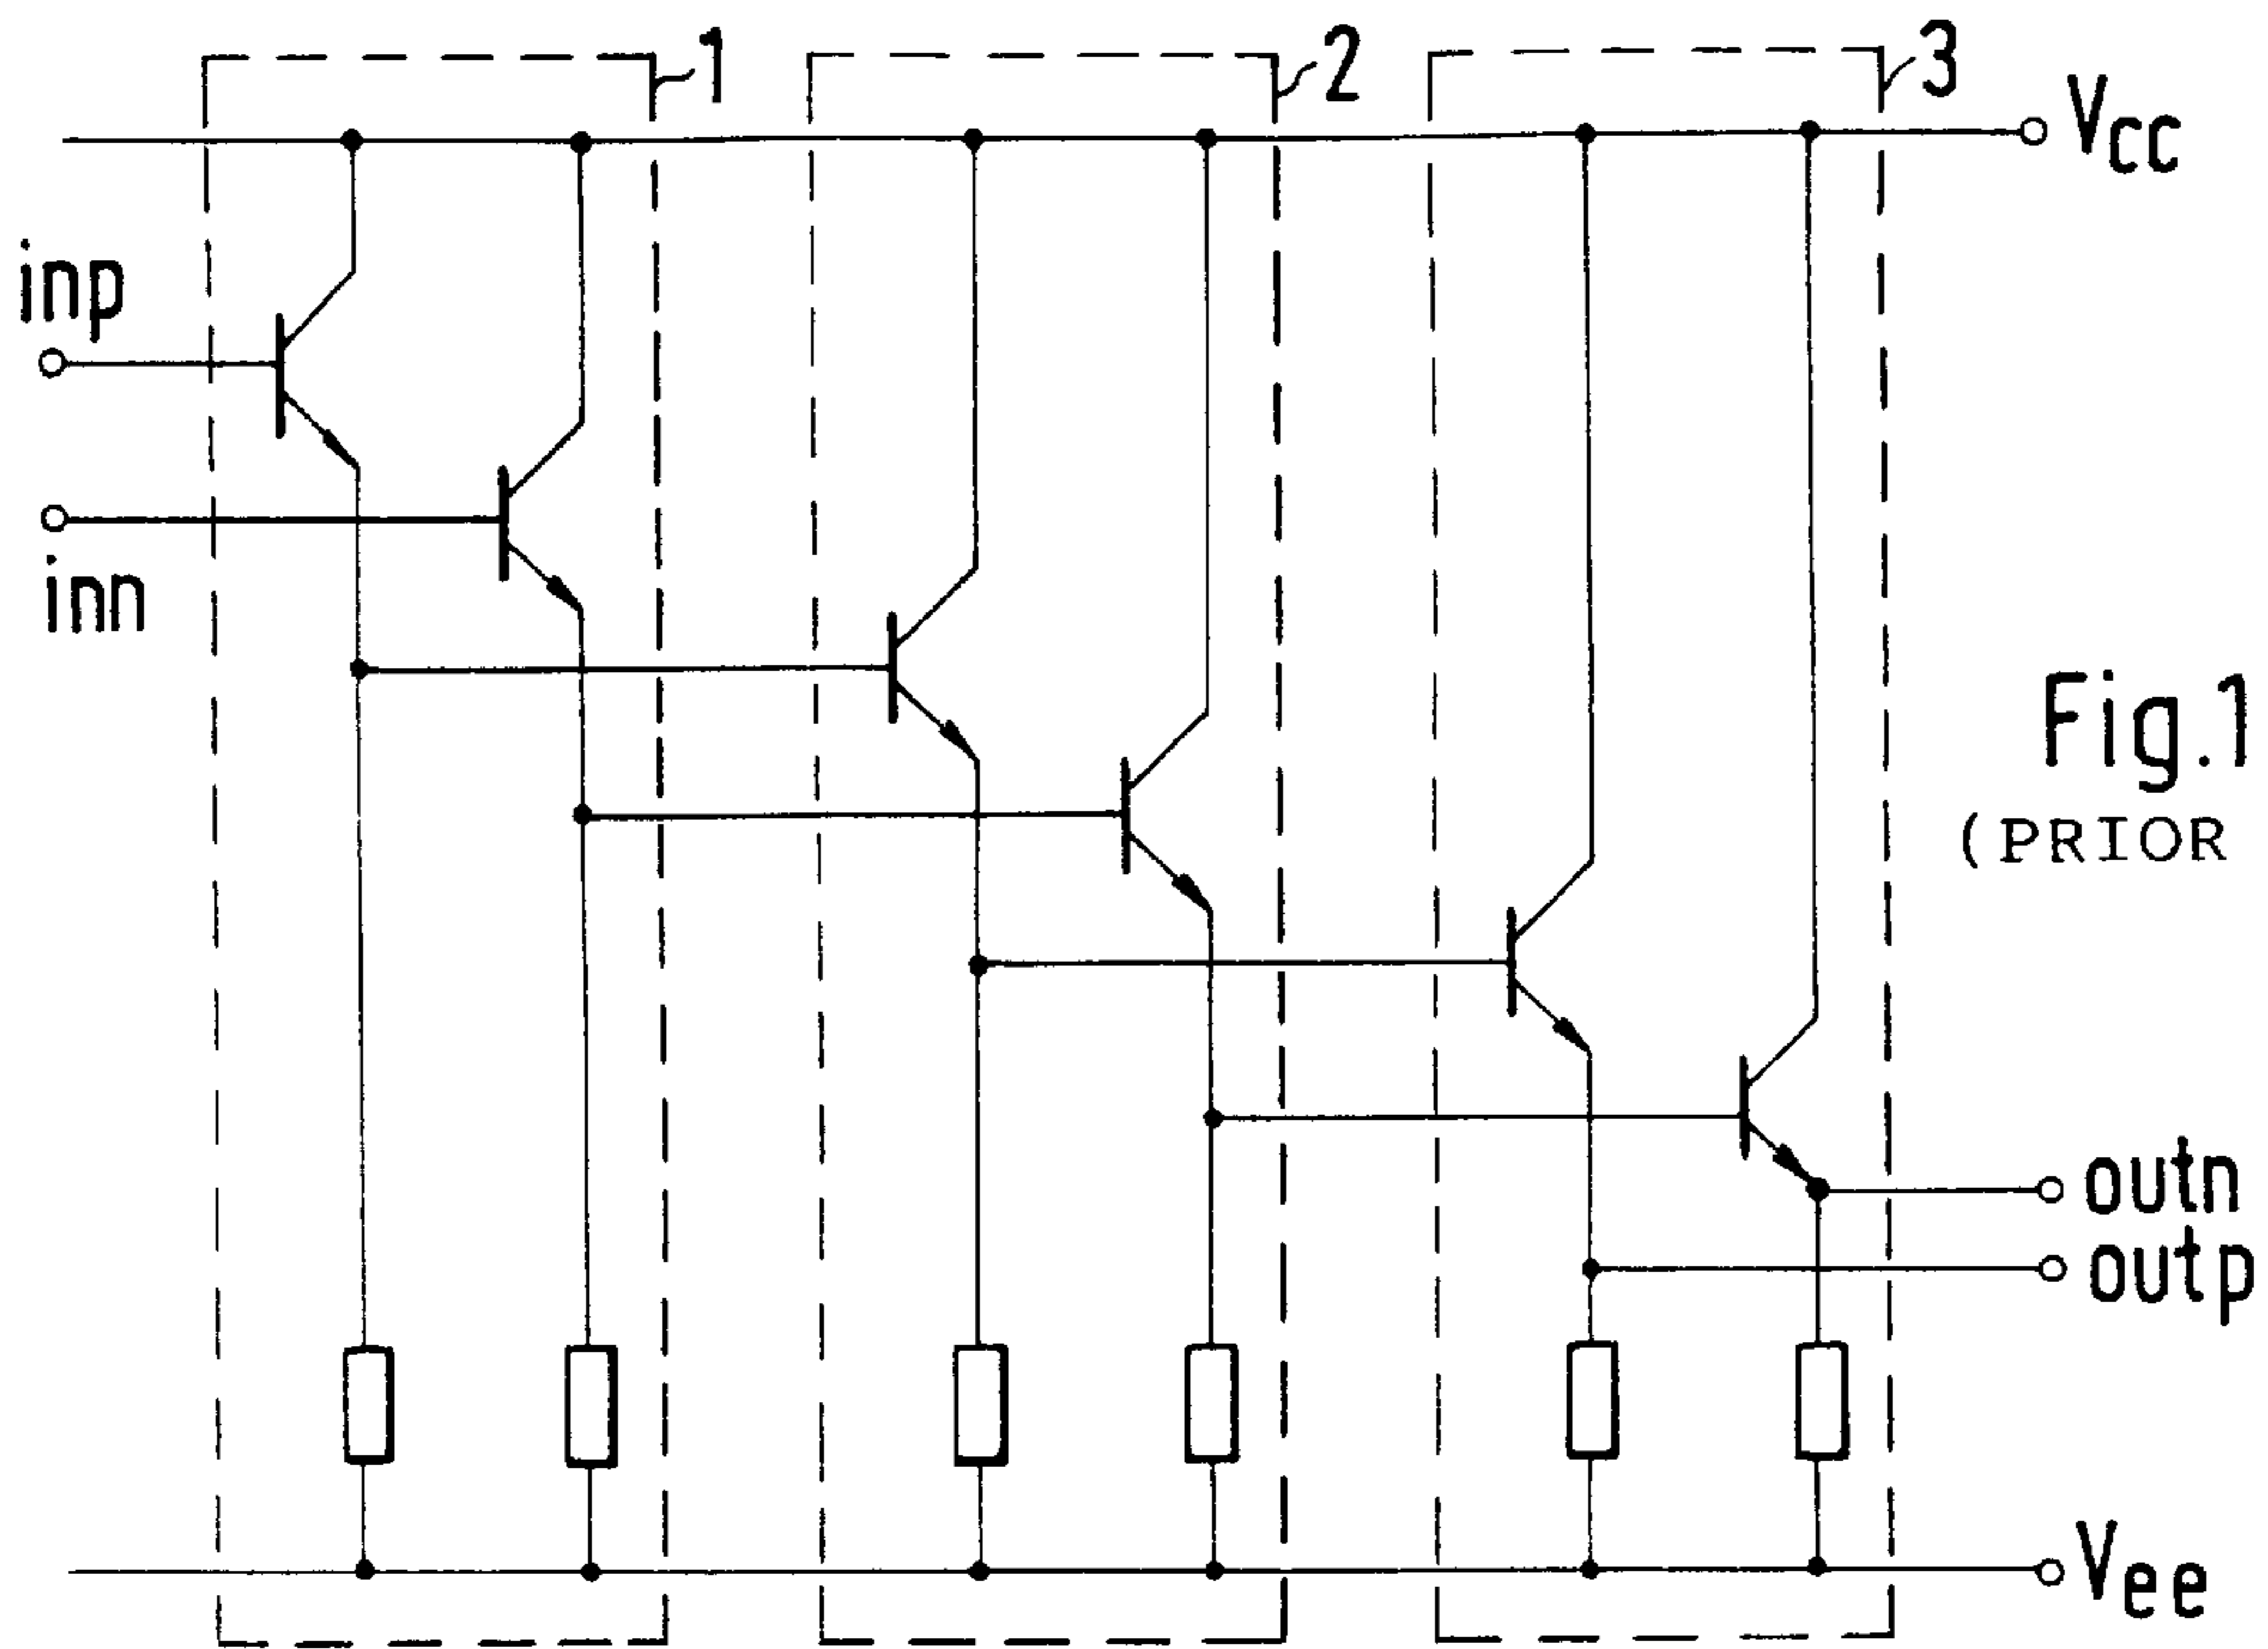 1
2
3
Vcc
inp
inn
Fig.1
(PRIOR
outn
outp
Vee